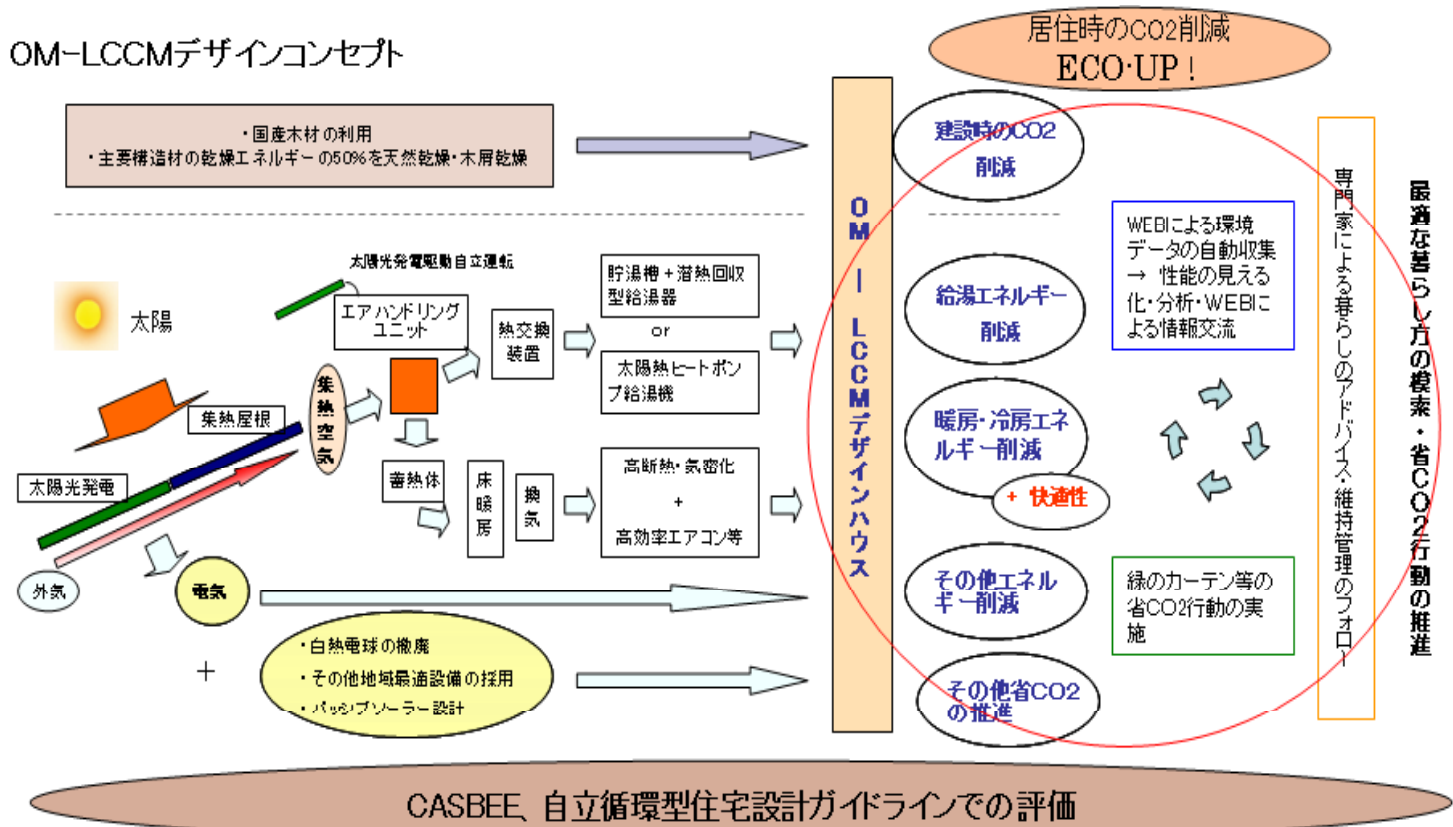 OM-LCCMデザインコンセプト
居住時のCO2削減
ECO・UP！
・国産木材の利用
・主要構造材の乾燥エネルギーの50%を天然乾燥・木屑乾燥
建設時のCO2
削減
太陽
太陽光発電駆動自立運転
エアハンドリング
ユニット
熱交換
装置
貯湯槽＋潜熱回収
型給湯器
or
太陽熱ヒートポン
プ給湯機
集熱屋根
太陽光発電
集熱空気
外気
蓄熱体
床暖房
換気
高断熱・気密化
+
高効率エアコン等
電気
+
・白熱電球の撤廃
・その他地域最適設備の採用
・パッシブソーラー設計
OM－LCCMデザインハウス
給湯エネルギー
削減
暖房・冷房エネ
ルギー削減
+ 快適性
その他エネル
ギー削減
その他省CO2
の推進
WEBIによる環境
データの自動収集
→ 性能の見える
化・分析・WEBIに
よる情報交流
緑のカーテン等の
省CO2行動の実
施
専門家による暮らしのアドバイス・維持管理のフォロー
最適な暮らし方の模索・省CO2行動の推進
CASBEE、自立循環型住宅設計ガイドラインでの評価